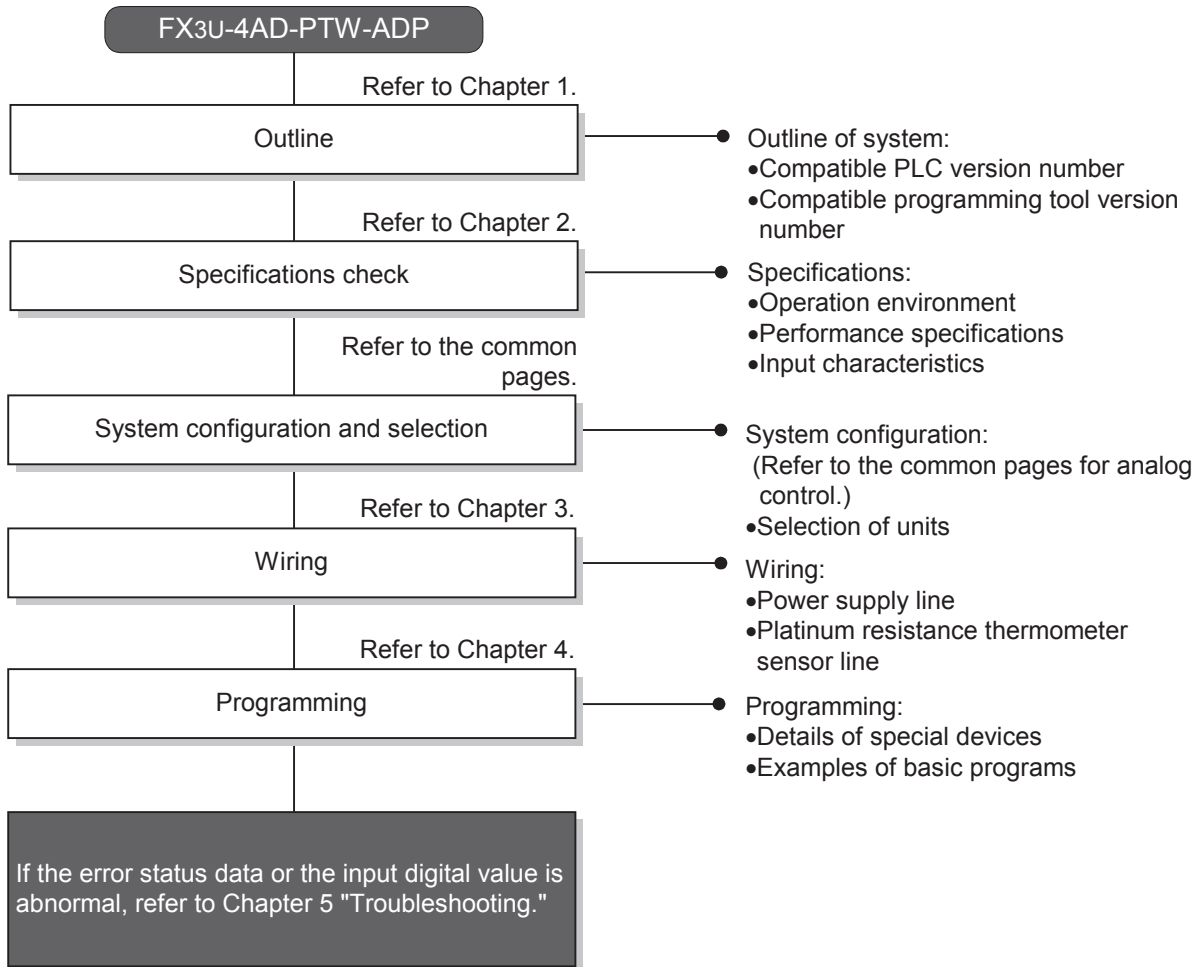 FX3U-4AD-PTW-ADP
Refer to Chapter 1.
Outline
Outline of system:
•Compatible PLC version number
•Compatible programming tool version
number
Refer to Chapter 2.
Specifications check
Specifications:
•Operation environment
•Performance specifications
•Input characteristics
Refer to the common
pages.
System configuration and selection
System configuration:
(Refer to the common pages for analog
control.)
•Selection of units
Refer to Chapter 3.
Wiring
Wiring:
•Power supply line
•Platinum resistance thermometer
sensor line
Refer to Chapter 4.
Programming
Programming:
•Details of special devices
•Examples of basic programs
If the error status data or the input digital value is
abnormal, refer to Chapter 5 "Troubleshooting."